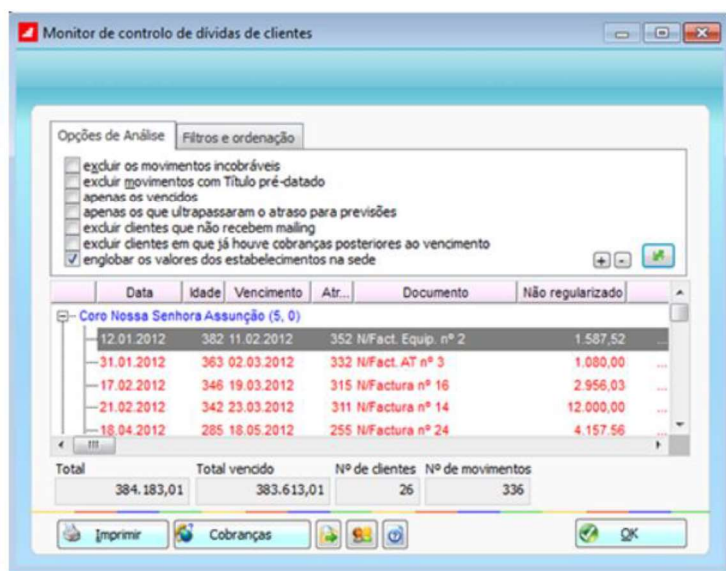 Monitor de controlo de dívidas de clientes
Opções de Análise Filtros e ordenação
excluir os movimentos incobráveis
excluir movimentos com Título pré-datado
apenas os vencidos
apenas os que ultrapassaram o atraso para previsões
excluir clientes que não recebem mailing
excluir clientes em que já houve cobranças posteriores ao vencimento
englobar os valores dos estabelecimentos na sede
Data Idade Vencimento Atr... Documento Não regularizado
Coro Nossa Senhora Assunção (5, 0)
12.01.2012 382 11.02.2012 352 N/Fact. Equip. nº 2 1.587,52 ...
31.01.2012 363 02.03.2012 332 N/Fact. AT nº 3 1.080,00 ...
17.02.2012 346 19.03.2012 315 N/Factura nº 16 2.956,03 ...
21.02.2012 342 23.03.2012 311 N/Factura nº 14 12.000,00 ...
18.04.2012 285 18.05.2012 255 N/Factura nº 24 4.157,56 ...
Total Total vencido Nº de clientes Nº de movimentos
384.183,01 383.613,01 26 336
Imprimir Cobranças OK